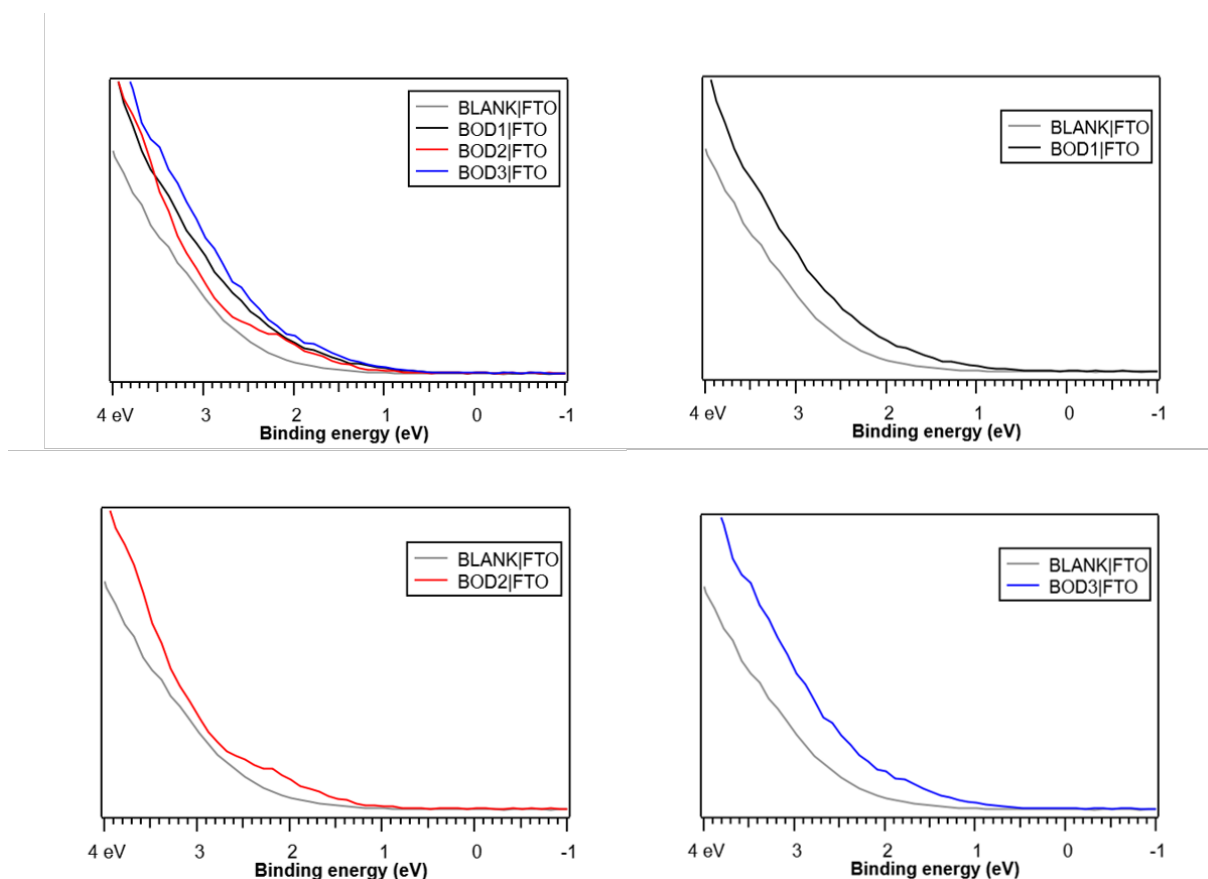 BLANK|FTO
BOD1|FTO
BOD2|FTO
BOD3|FTO
4 eV 3 2 1 0 -1
Binding energy (eV)
BLANK|FTO
BOD1|FTO
4 eV 3 2 1 0 -1
Binding energy (eV)
BLANK|FTO
BOD2|FTO
4 eV 3 2 1 0 -1
Binding energy (eV)
BLANK|FTO
BOD3|FTO
4 eV 3 2 1 0 -1
Binding energy (eV)